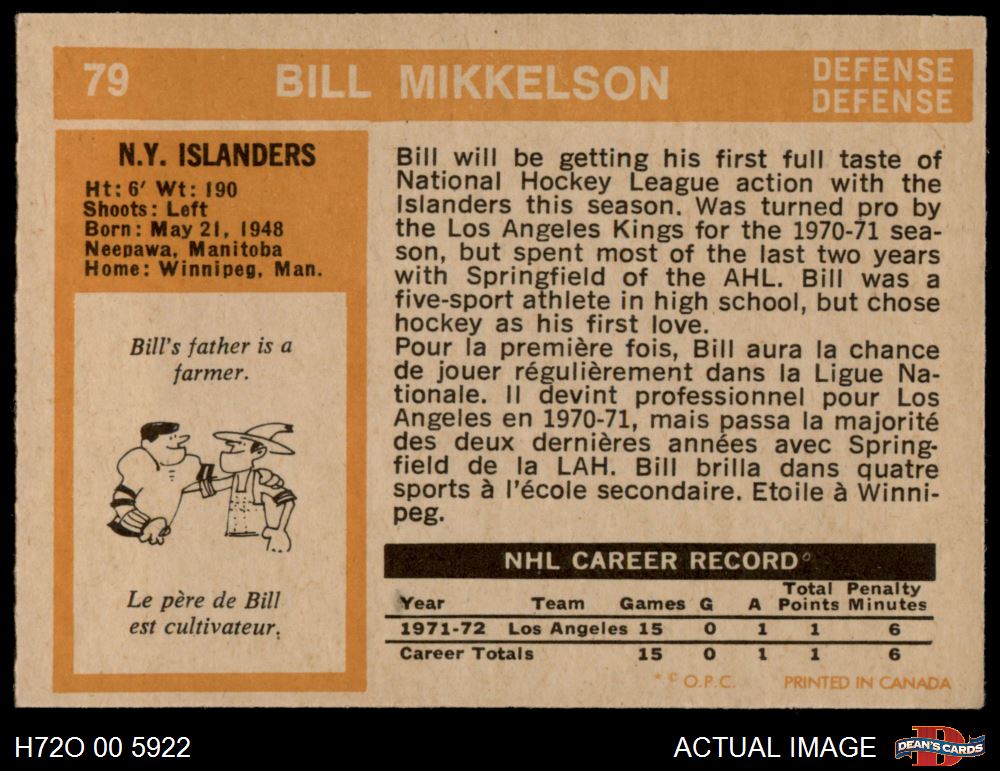 79 BILL MIKKELSON DEFENSE
DEFENSE
N.Y. ISLANDERS
Ht: 6' Wt: 190
Shoots: Left
Born: May 21, 1948
Neepawa, Manitoba
Home: Winnipeg, Man.
Bill's father is a
farmer.
Le père de Bill
est cultivateur.
Bill will be getting his first full taste of
National Hockey League action with the
Islanders this season. Was turned pro by
the Los Angeles Kings for the 1970-71 sea-
son, but spent most of the last two years
with Springfield of the AHL. Bill was a
five-sport athlete in high school, but chose
hockey as his first love.
Pour la première fois, Bill aura la chance
de jouer régulièrement dans la Ligue Na-
tionale. Il devint professionnel pour Los
Angeles en 1970-71, mais passa la majorité
des deux dernières années avec Spring-
field de la LAH. Bill brilla dans quatre
sports à l'école secondaire. Etoile à Winni-
peg.
NHL CAREER RECORD
Total Penalty
Year Team Games G A Points Minutes
1971-72 Los Angeles 15 0 1 1 6
Career Totals 15 0 1 1 6
* © O.P.C. PRINTED IN CANADA
H72O 00 5922 ACTUAL IMAGE DEAN'S CARDS